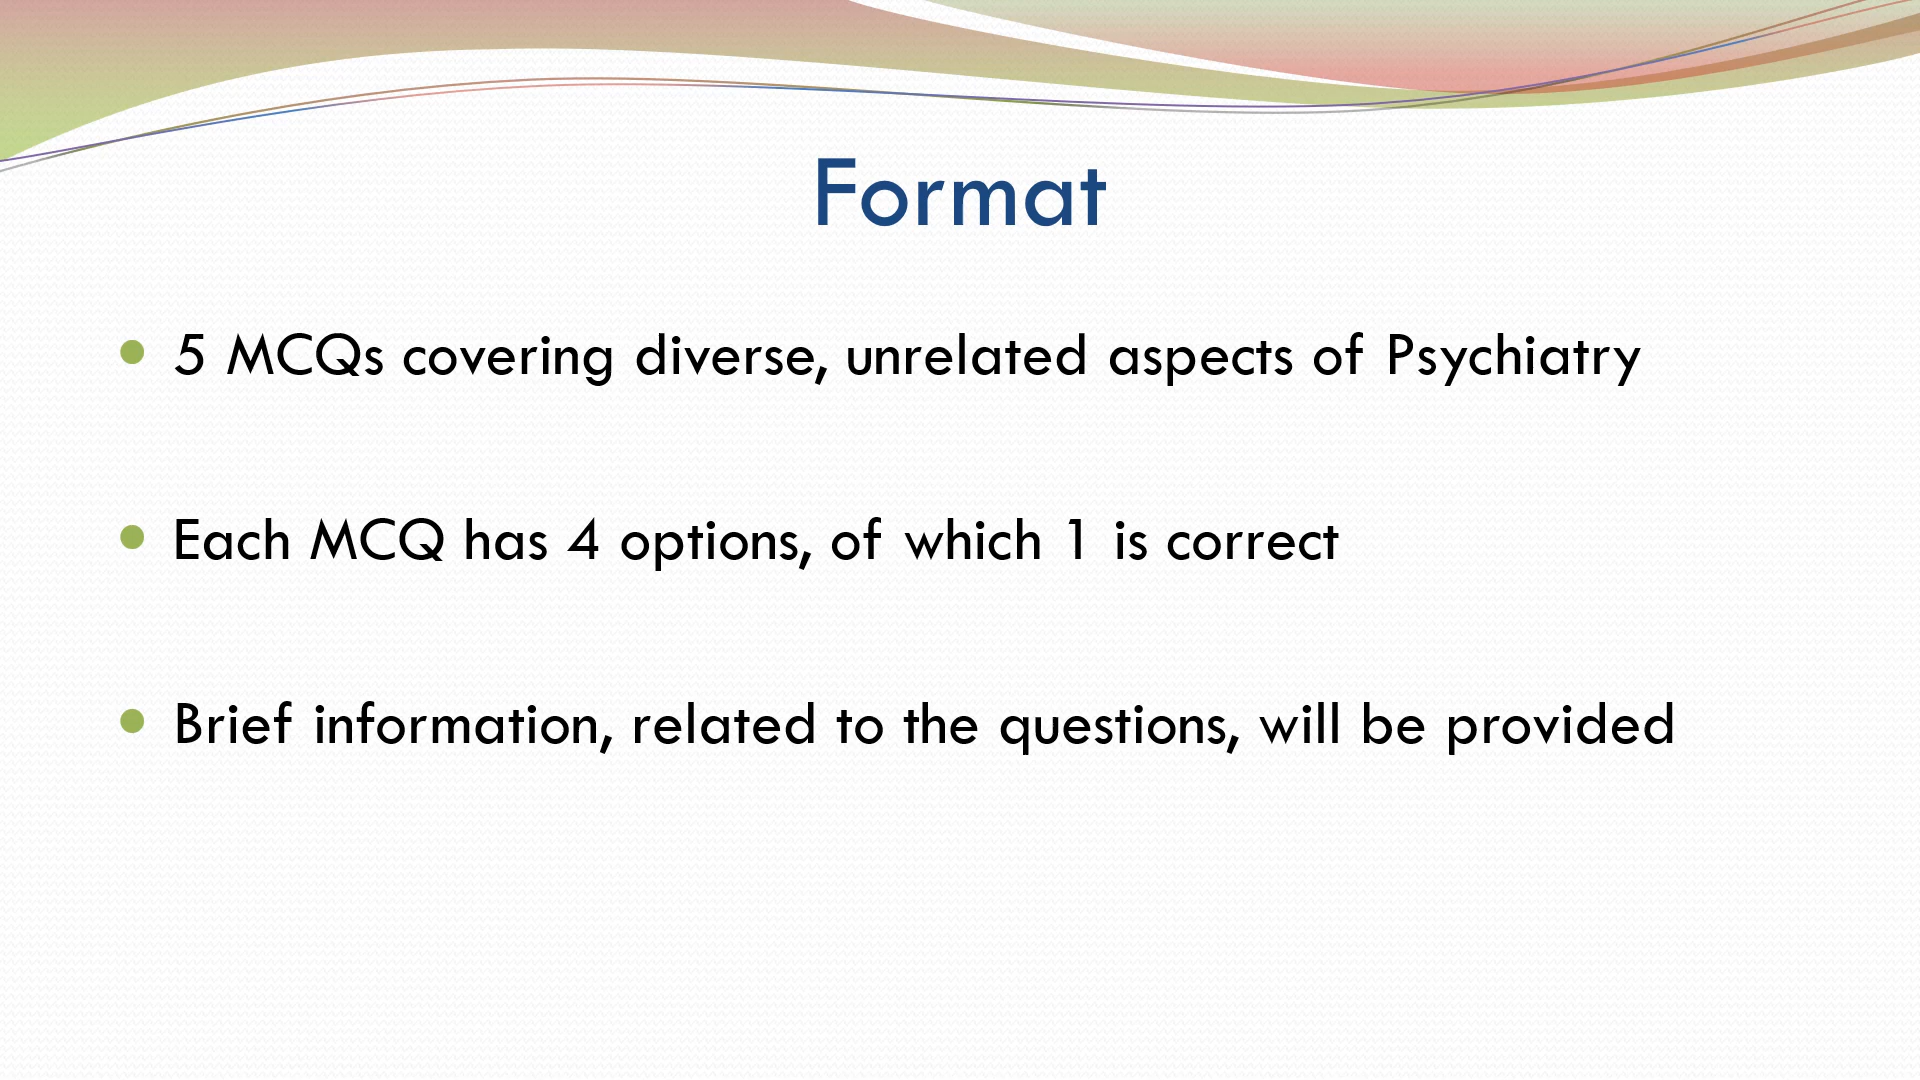 Format
5 MCQs covering diverse, unrelated aspects of Psychiatry
Each MCQ has 4 options, of which 1 is correct
Brief information, related to the questions, will be provided